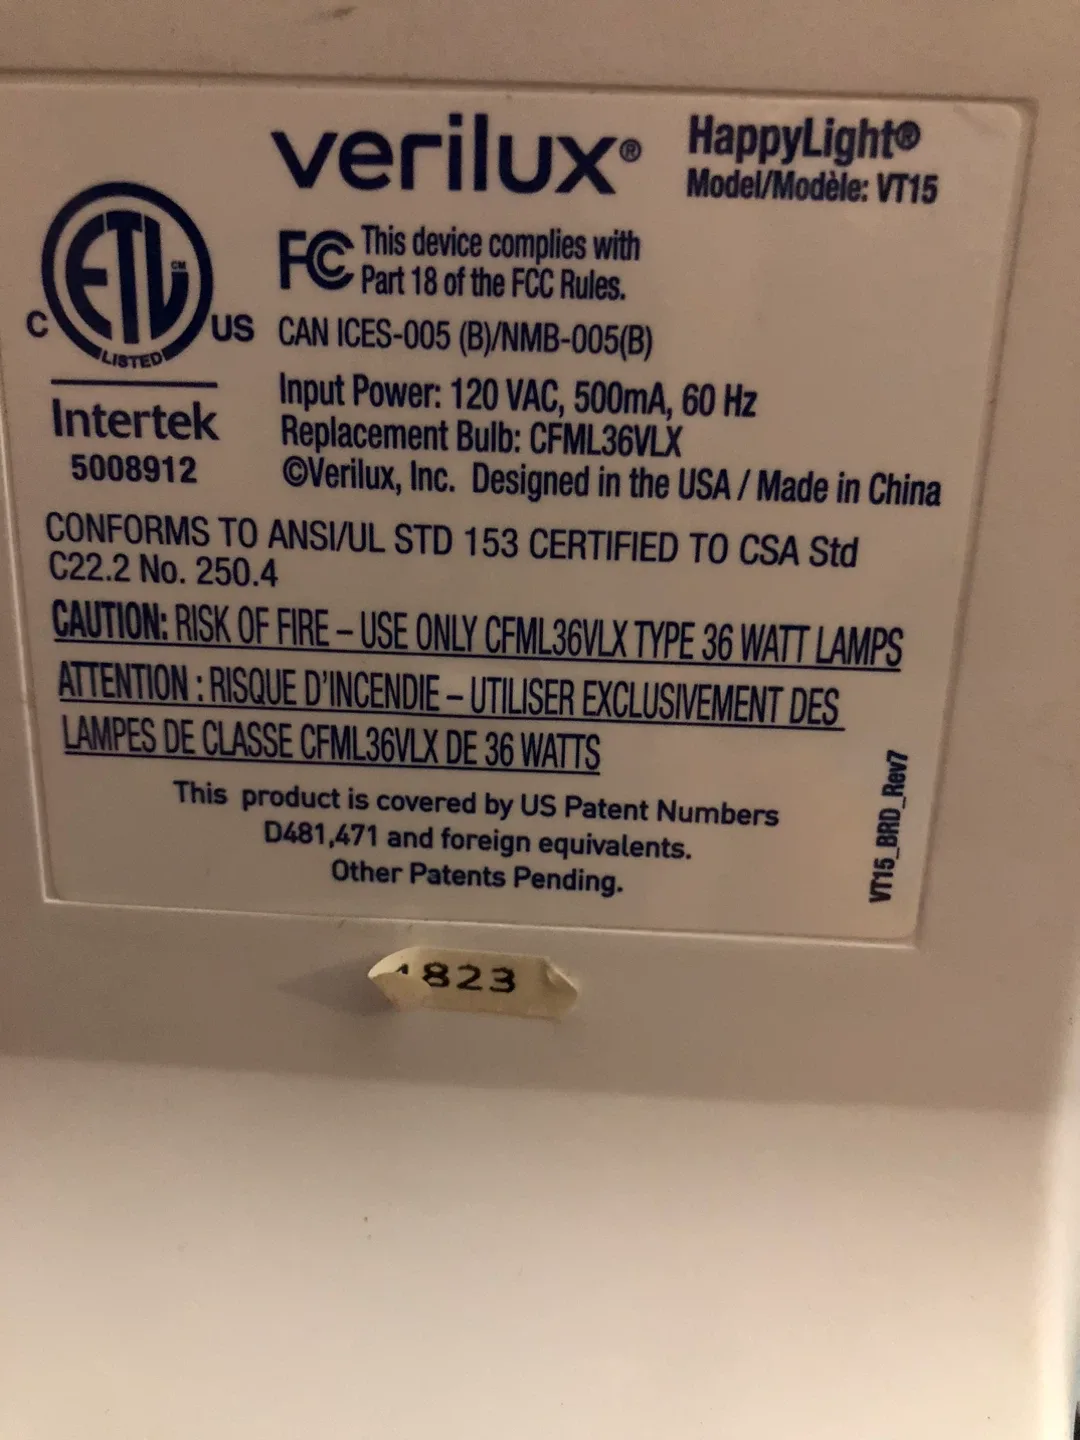 verilux®
HappyLight®
Model/Modèle: VT15
ETL CM
LISTED
C US
Intertek
5008912
FC This device complies with
Part 18 of the FCC Rules.
CAN ICES-005 (B)/NMB-005(B)
Input Power: 120 VAC, 500mA, 60 Hz
Replacement Bulb: CFML36VLX
©Verilux, Inc. Designed in the USA / Made in China
CONFORMS TO ANSI/UL STD 153 CERTIFIED TO CSA Std
C22.2 No. 250.4
CAUTION: RISK OF FIRE – USE ONLY CFML36VLX TYPE 36 WATT LAMPS
ATTENTION : RISQUE D'INCENDIE – UTILISER EXCLUSIVEMENT DES
LAMPES DE CLASSE CFML36VLX DE 36 WATTS
This product is covered by US Patent Numbers
D481,471 and foreign equivalents.
Other Patents Pending.
VT15_BRD_Rev7
1823